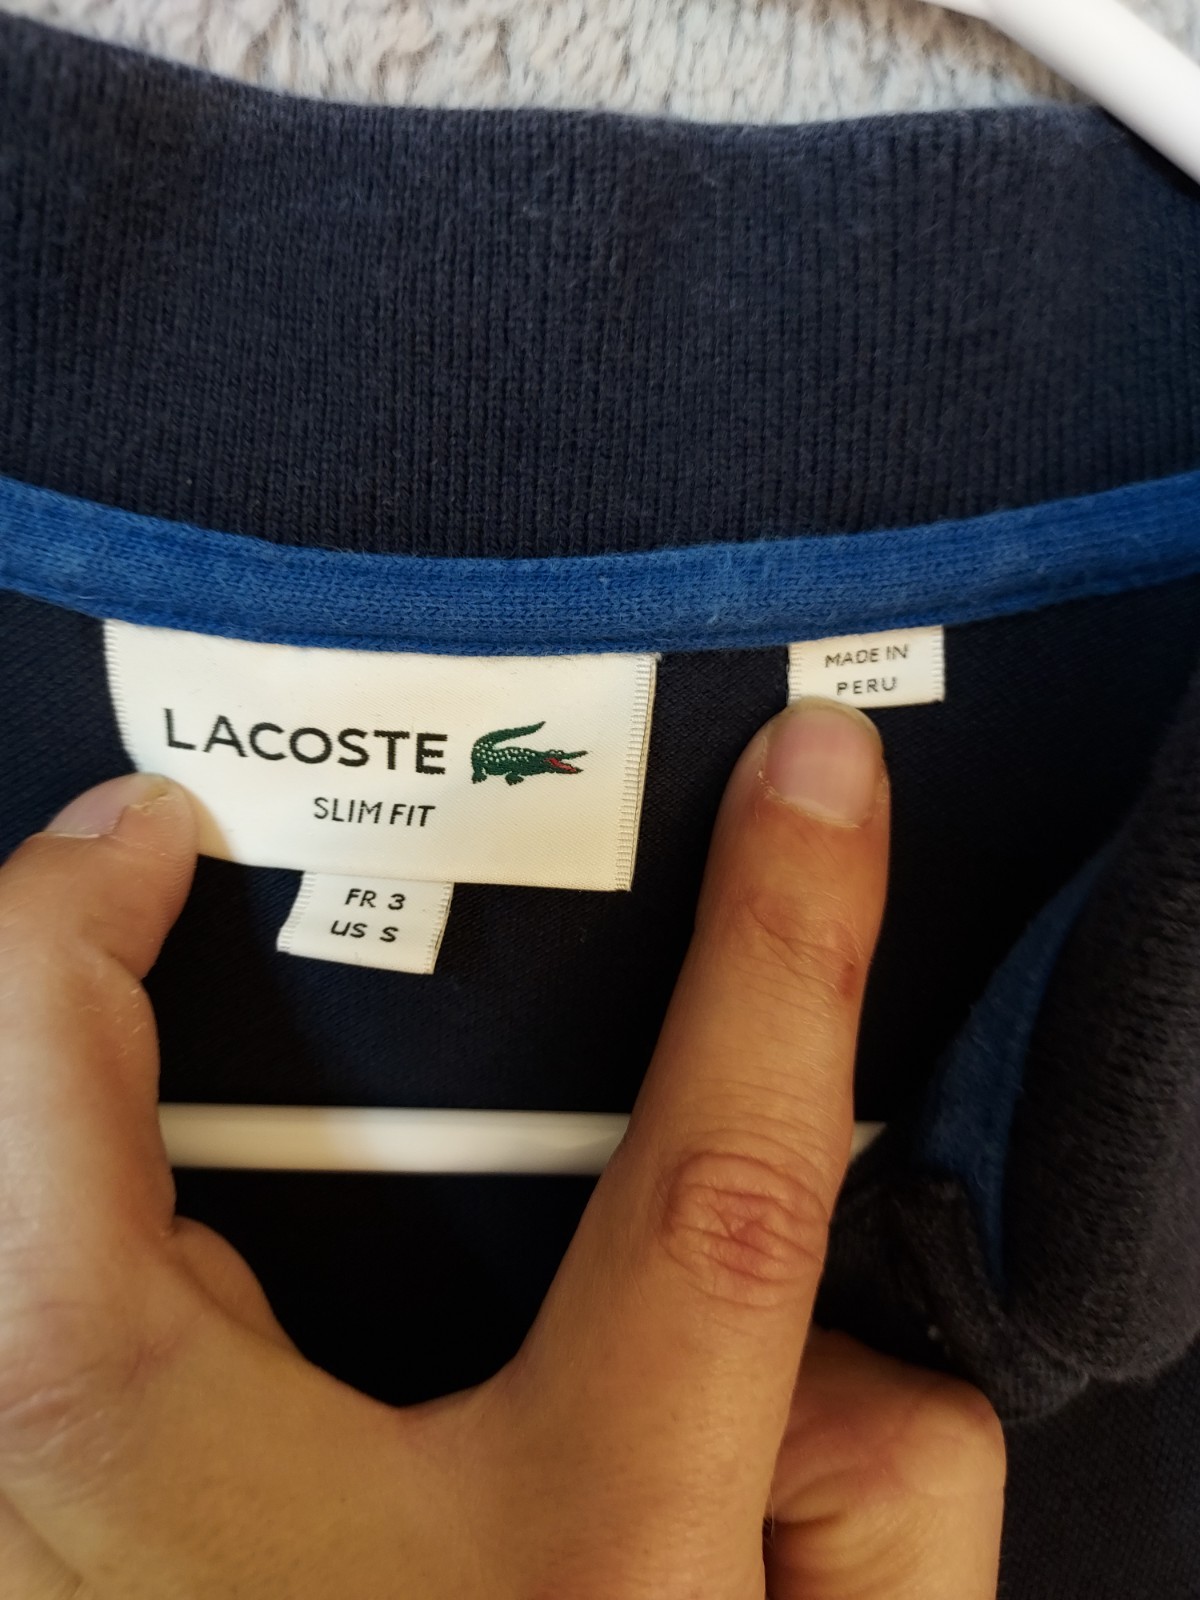 LACOSTE
SLIM FIT
FR 3
US S
MADE IN
PERU